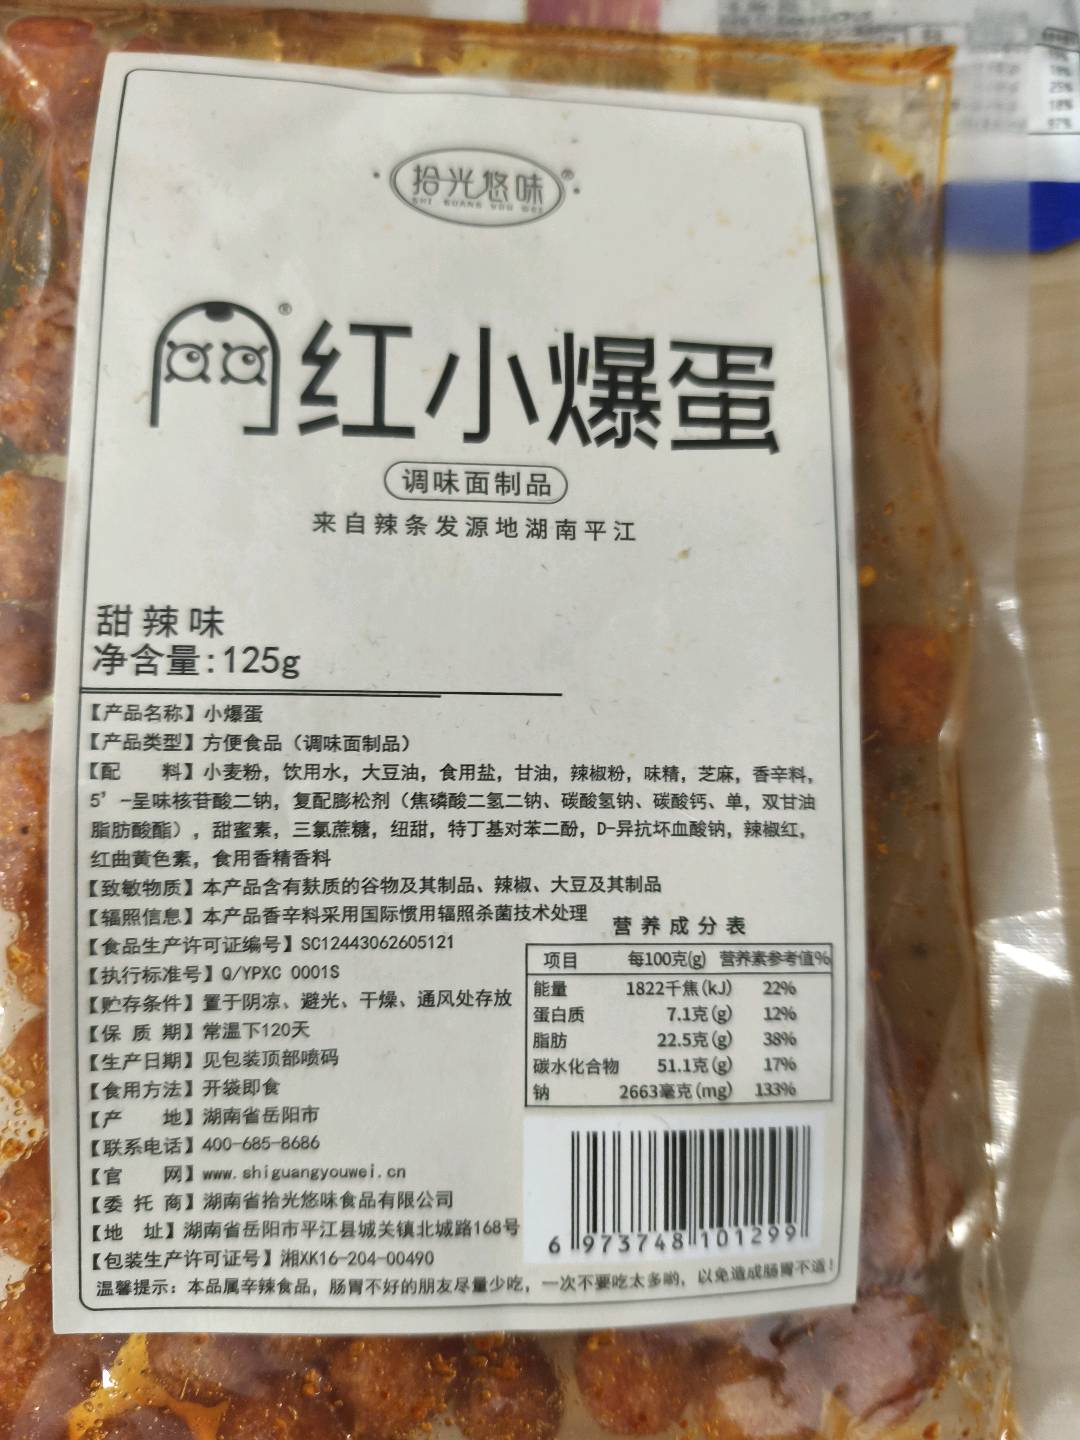 拾光悠味®
SHI GUANG YOU WEI
®红小爆蛋
调味面制品
来自辣条发源地湖南平江
甜辣味
净含量:125g
【产品名称】小爆蛋
【产品类型】方便食品（调味面制品）
【配　　料】小麦粉，饮用水，大豆油，食用盐，甘油，辣椒粉，味精，芝麻，香辛料，
5’-呈味核苷酸二钠，复配膨松剂（焦磷酸二氢二钠、碳酸氢钠、碳酸钙、单，双甘油
脂肪酸酯），甜蜜素，三氯蔗糖，纽甜，特丁基对苯二酚，D-异抗坏血酸钠，辣椒红，
红曲黄色素，食用香精香料
【致敏物质】本产品含有麸质的谷物及其制品、辣椒、大豆及其制品
【辐照信息】本产品香辛料采用国际惯用辐照杀菌技术处理
【食品生产许可证编号】SC12443062605121
【执行标准号】Q/YPXC 0001S
【贮存条件】置于阴凉、避光、干燥、通风处存放
【保 质 期】常温下120天
【生产日期】见包装顶部喷码
【食用方法】开袋即食
【产　　地】湖南省岳阳市
【联系电话】400-685-8686
【官　　网】www.shiguangyouwei.cn
【委 托 商】湖南省拾光悠味食品有限公司
【地　址】湖南省岳阳市平江县城关镇北城路168号
【包装生产许可证号】湘XK16-204-00490
营养成分表
项目 每100克(g) 营养素参考值%
能量 1822千焦(kJ) 22%
蛋白质 7.1克(g) 12%
脂肪 22.5克(g) 38%
碳水化合物 51.1克(g) 17%
钠 2663毫克(mg) 133%
6 973748 101299
温馨提示：本品属辛辣食品，肠胃不好的朋友尽量少吃，一次不要吃太多哟，以免造成肠胃不适！
25%
18%
97%